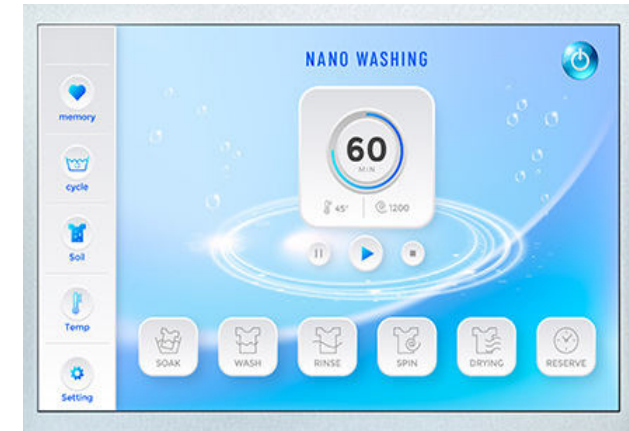 NANO WASHING
memory
cycle
Soil
Temp
Setting
60
MIN
45°
1200
SOAK
WASH
RINSE
SPIN
DRYING
RESERVE